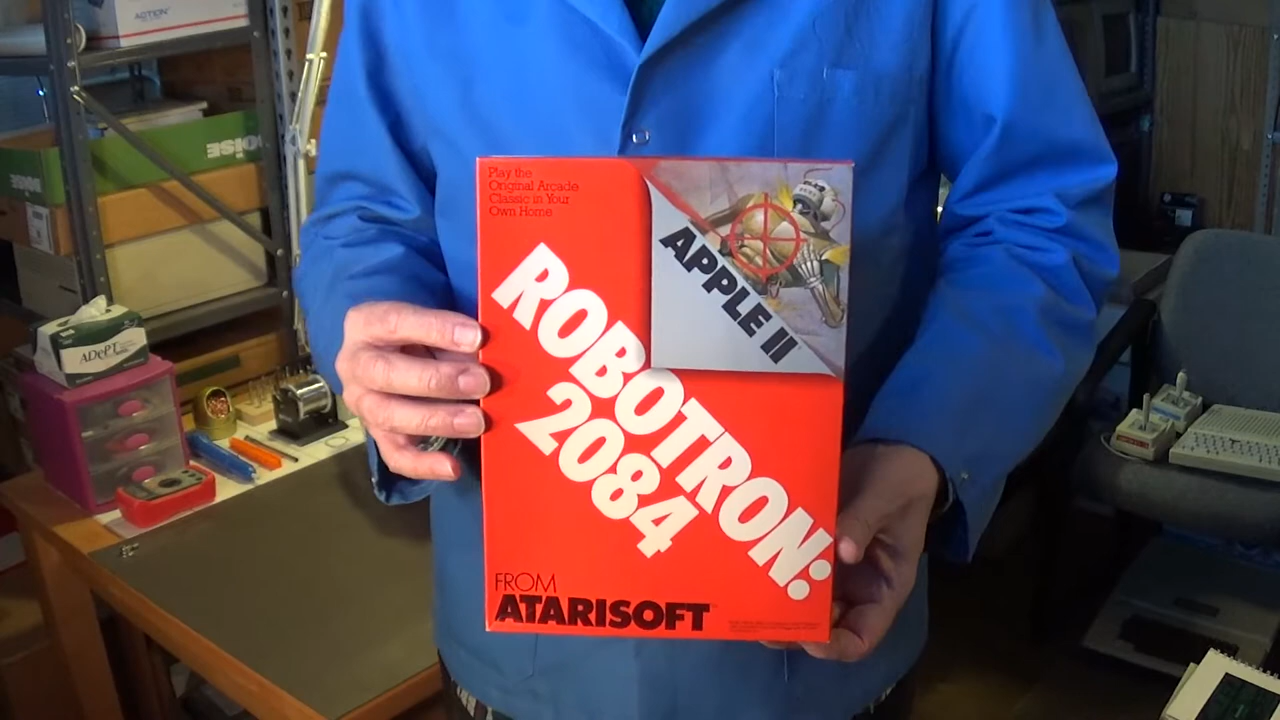 ACTION
Play the
Original Arcade
Classic in Your
Own Home
APPLE II
ROBOTRON:
2084
ADePT
FROM
ATARISOFT